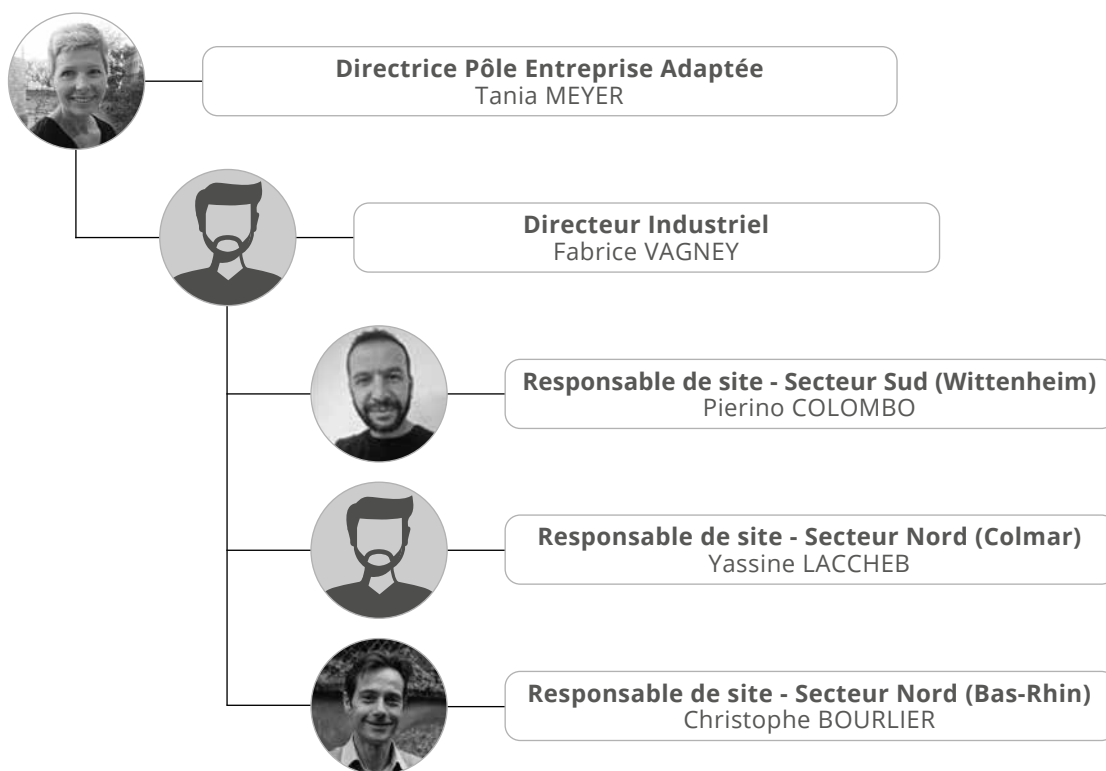 Directrice Pôle Entreprise Adaptée
Tania MEYER
Directeur Industriel
Fabrice VAGNEY
Responsable de site - Secteur Sud (Wittenheim)
Pierino COLOMBO
Responsable de site - Secteur Nord (Colmar)
Yassine LACCHEB
Responsable de site - Secteur Nord (Bas-Rhin)
Christophe BOURLIER